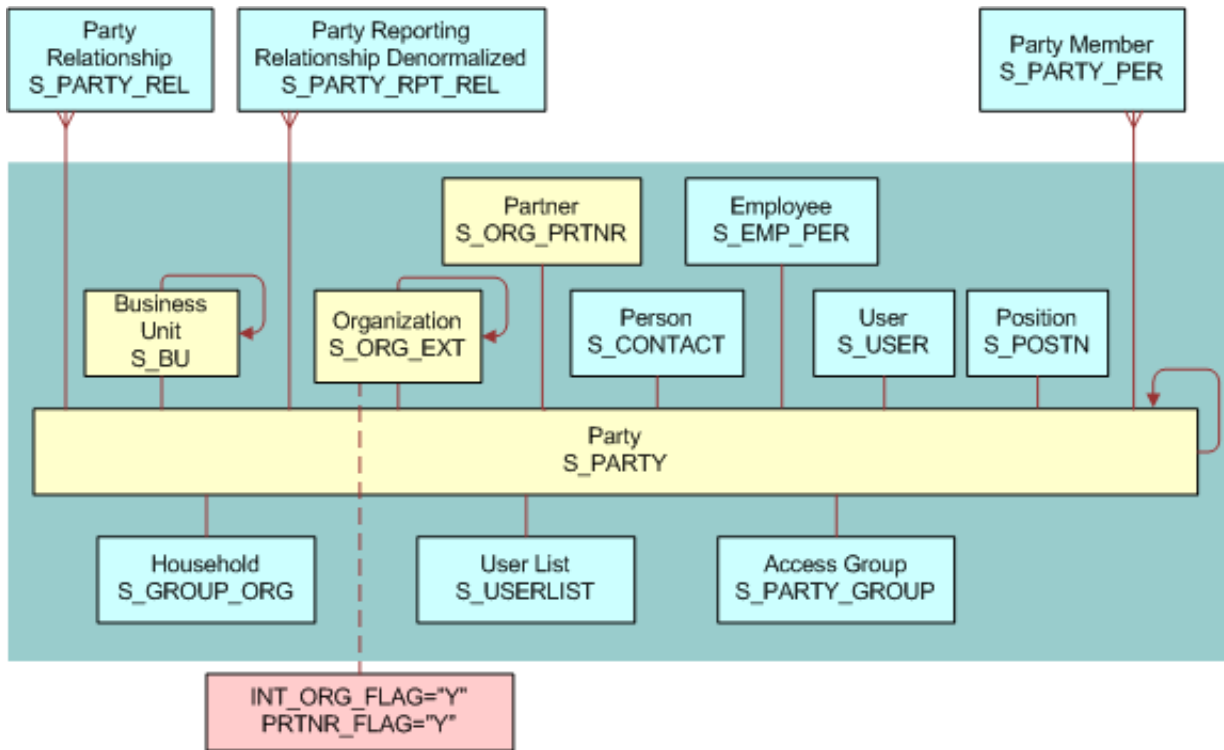 Party
Relationship
S_PARTY_REL
Party Reporting
Relationship Denormalized
S_PARTY_RPT_REL
Party Member
S_PARTY_PER
Partner
S_ORG_PRTNR
Employee
S_EMP_PER
Business
Unit
S_BU
Organization
S_ORG_EXT
Person
S_CONTACT
User
S_USER
Position
S_POSTN
Party
S_PARTY
Household
S_GROUP_ORG
User List
S_USERLIST
Access Group
S_PARTY_GROUP
INT_ORG_FLAG="Y"
PRTNR_FLAG="Y"